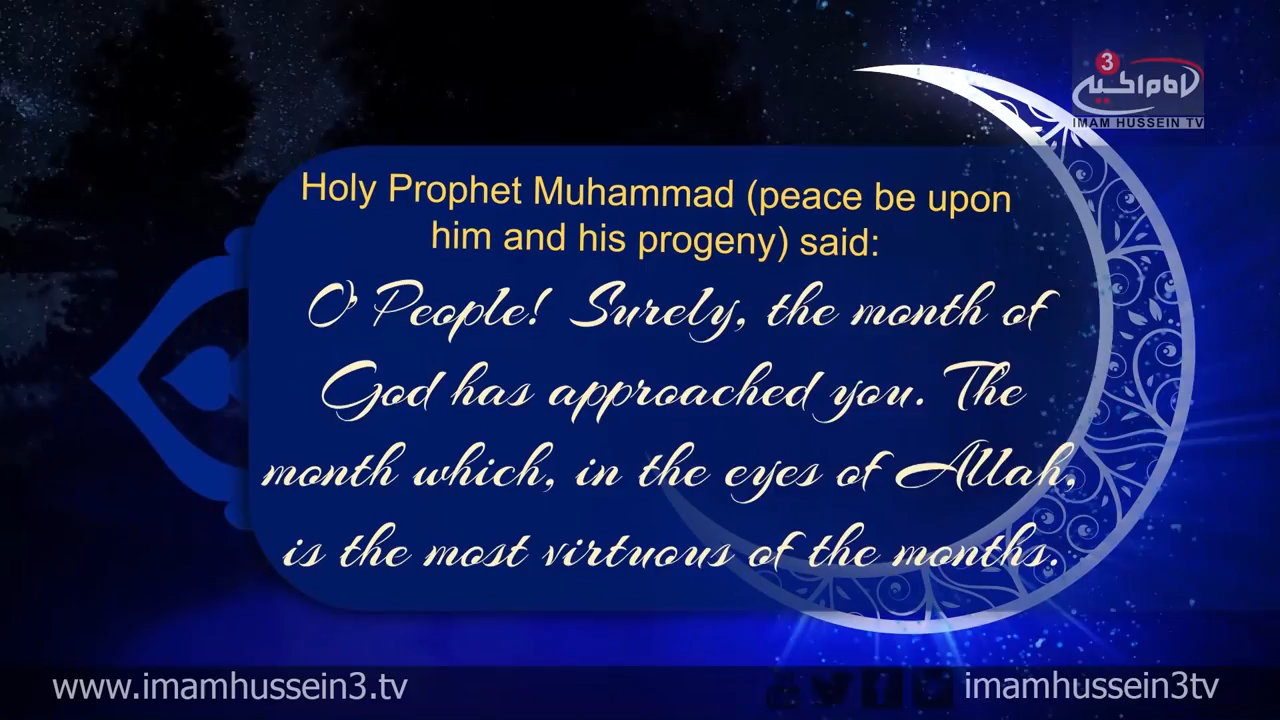 3
IMAM HUSSEIN TV
Holy Prophet Muhammad (peace be upon
him and his progeny) said:
O People! Surely, the month of
God has approached you. The
month which, in the eyes of Allah,
is the most virtuous of the months.
www.imamhussein3.tv
imamhussein3tv